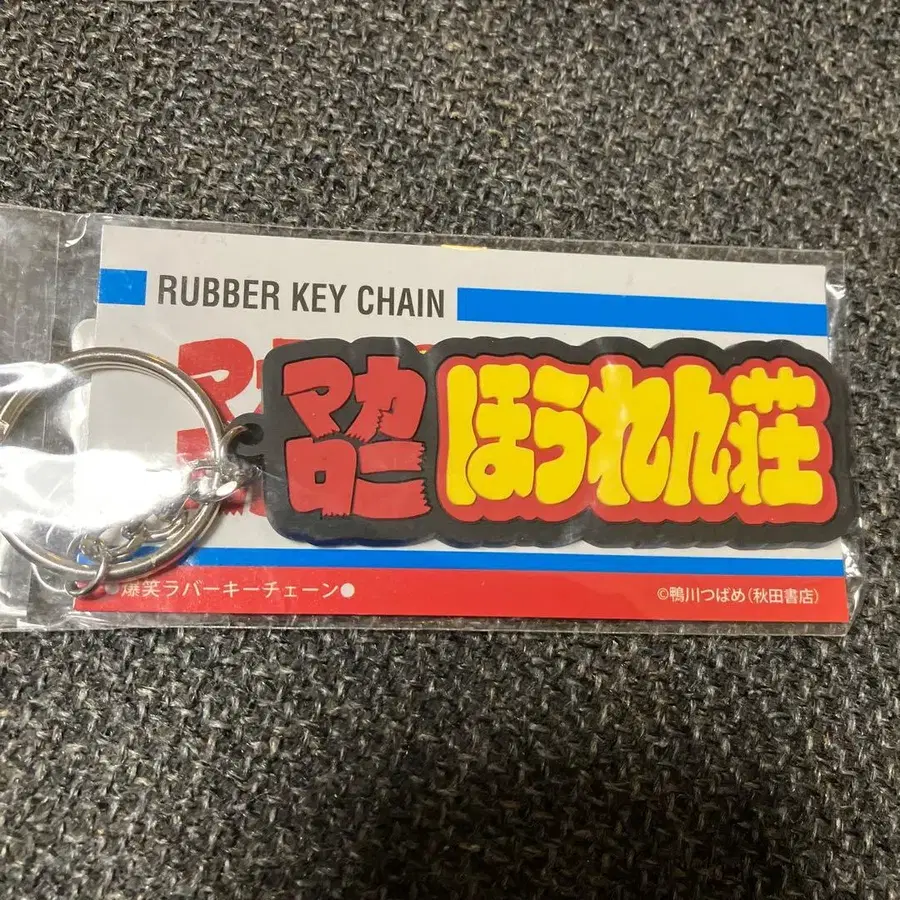 RUBBER KEY CHAIN
マカロニ
ほうれん荘
爆笑ラバーキーチェーン●
©鴨川つばめ(秋田書店)